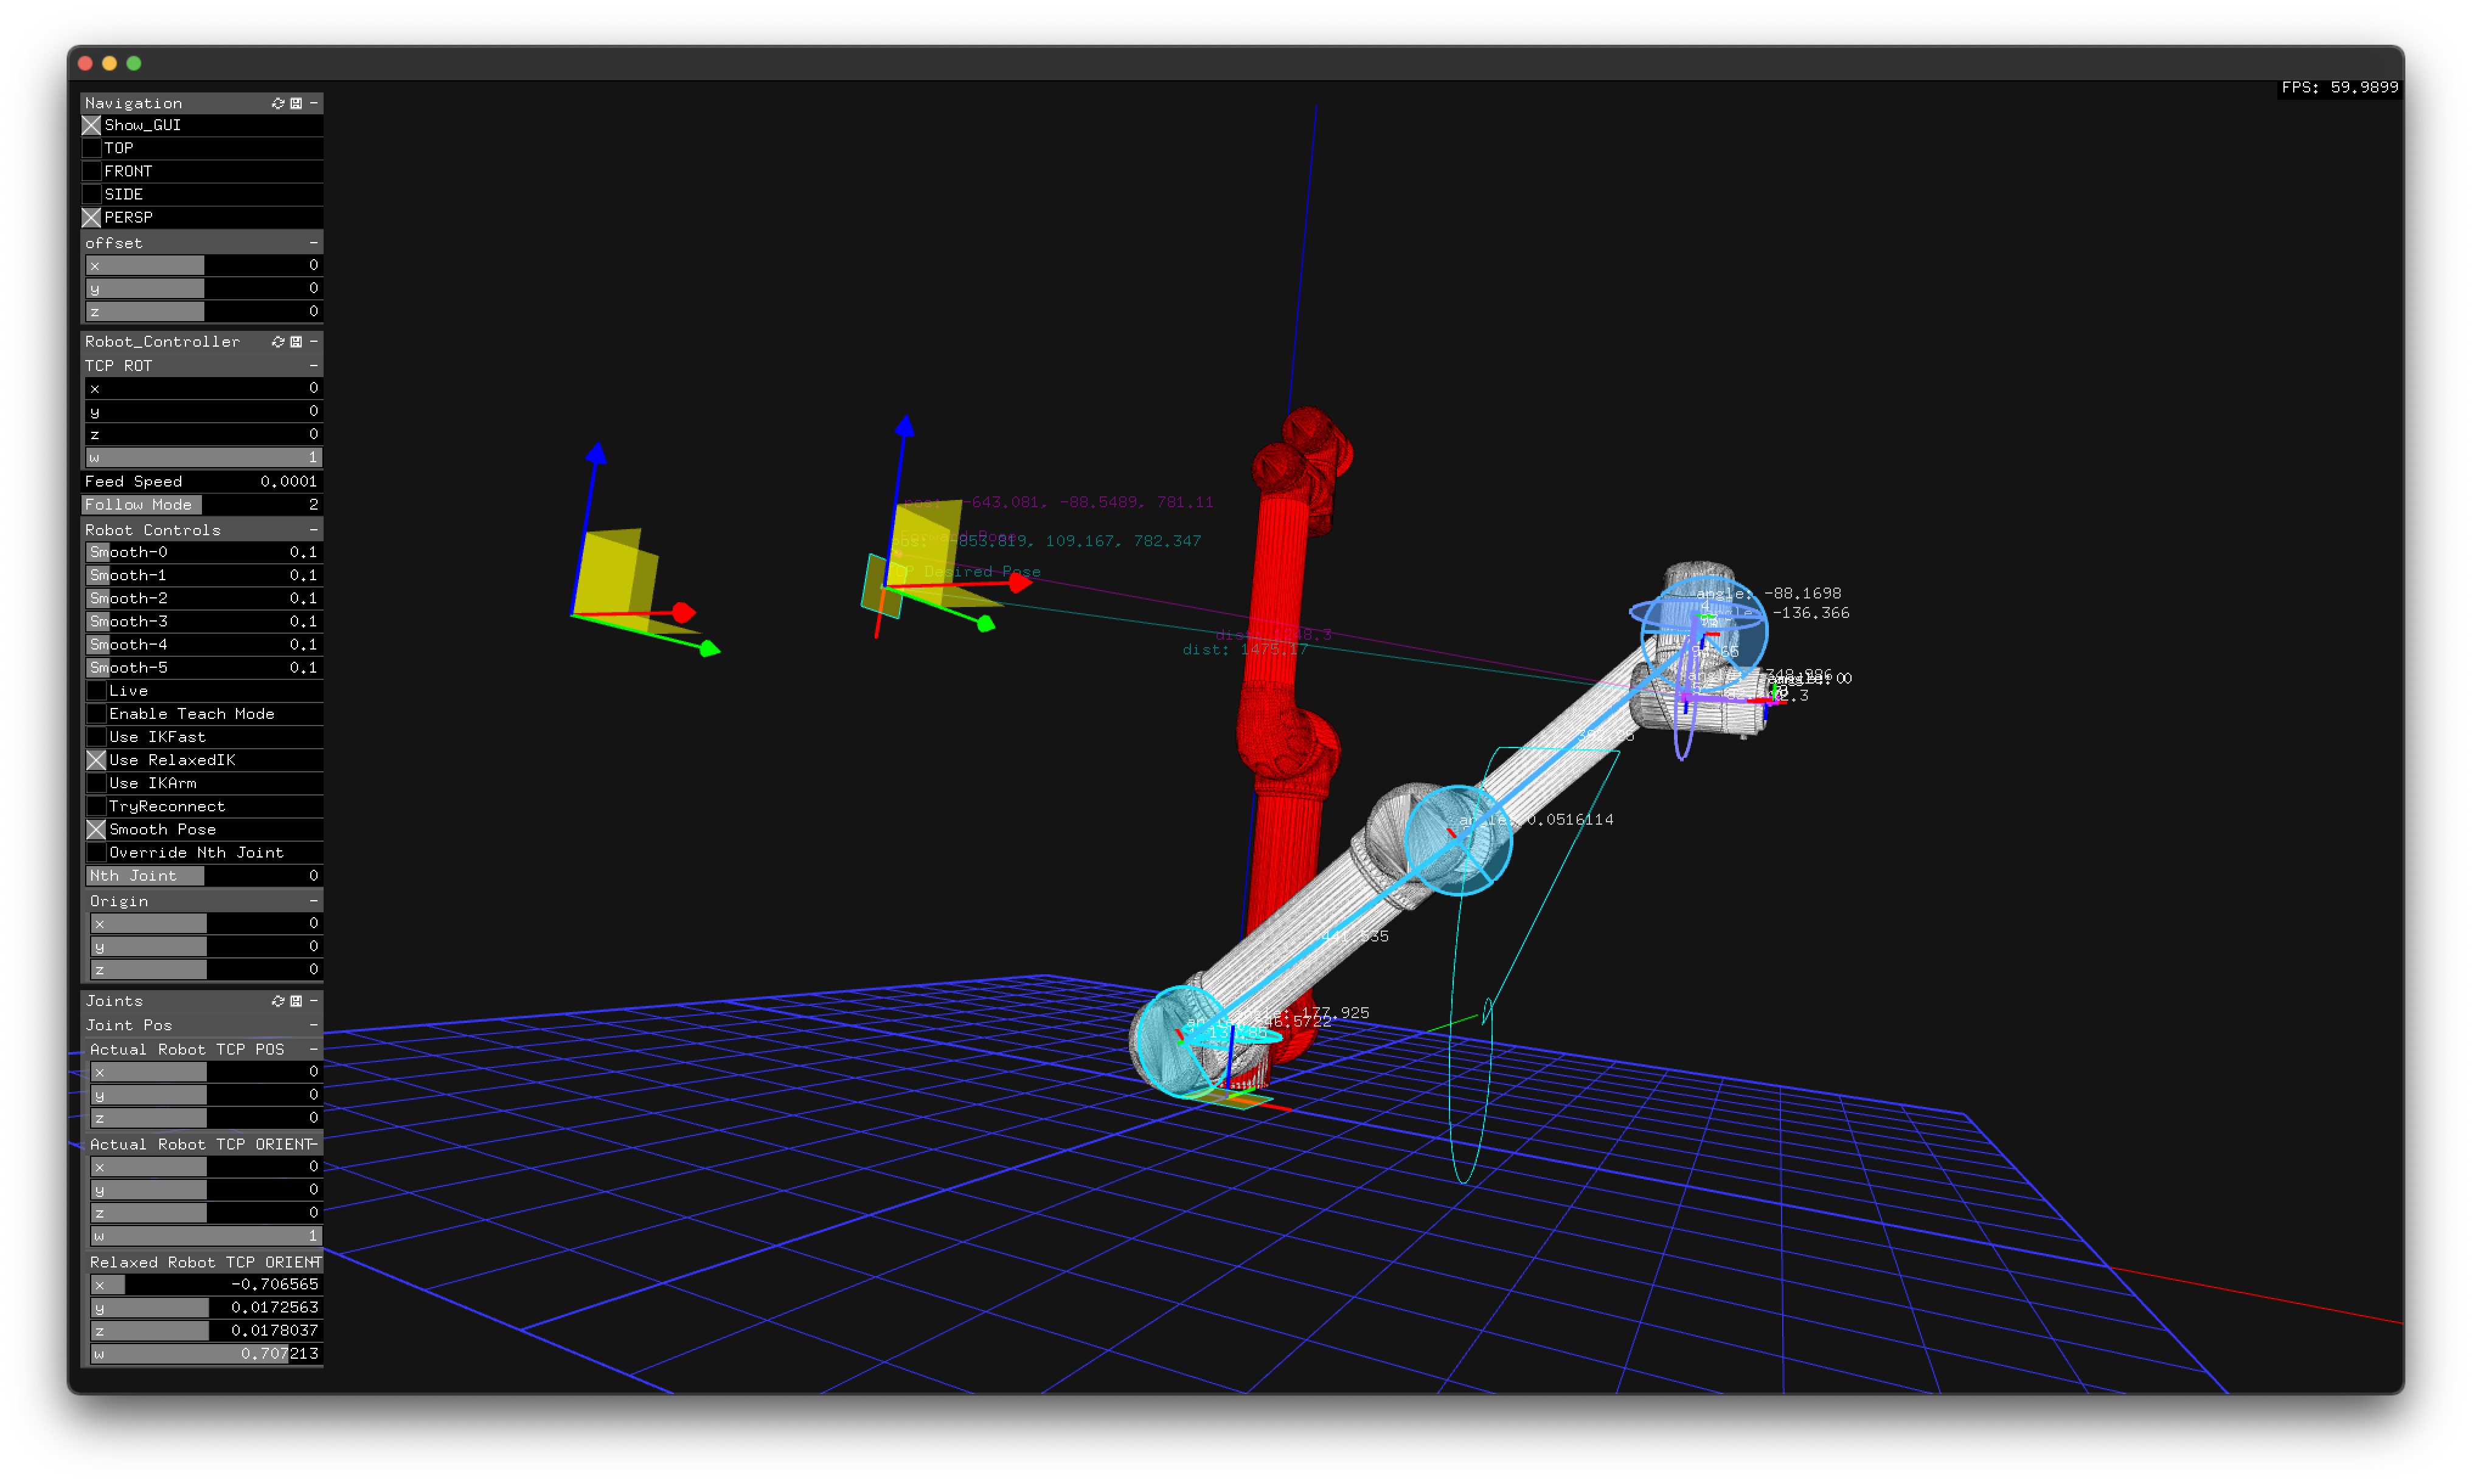 FPS: 59.9899
Navigation
Show_GUI
TOP
FRONT
SIDE
PERSP
offset
x 0
y 0
z 0
Robot_Controller
TCP ROT
x 0
y 0
z 0
w 1
Feed Speed 0.0001
Follow Mode 2
Robot Controls
Smooth-0 0.1
Smooth-1 0.1
Smooth-2 0.1
Smooth-3 0.1
Smooth-4 0.1
Smooth-5 0.1
Live
Enable Teach Mode
Use IKFast
Use RelaxedIK
Use IKArm
TryReconnect
Smooth Pose
Override Nth Joint
Nth Joint 0
Origin
x 0
y 0
z 0
Joints
Joint Pos
Actual Robot TCP POS
x 0
y 0
z 0
Actual Robot TCP ORIENT
x 0
y 0
z 0
w 1
Relaxed Robot TCP ORIENT
x -0.706565
y 0.0172563
z 0.0178037
w 0.707213
-643.081, -88.5489, 781.11
-853.819, 109.167, 782.347
Desired Pose
dist: 1475.17
angle: -88.1698
-136.366
angle: 0.0516114
177.925